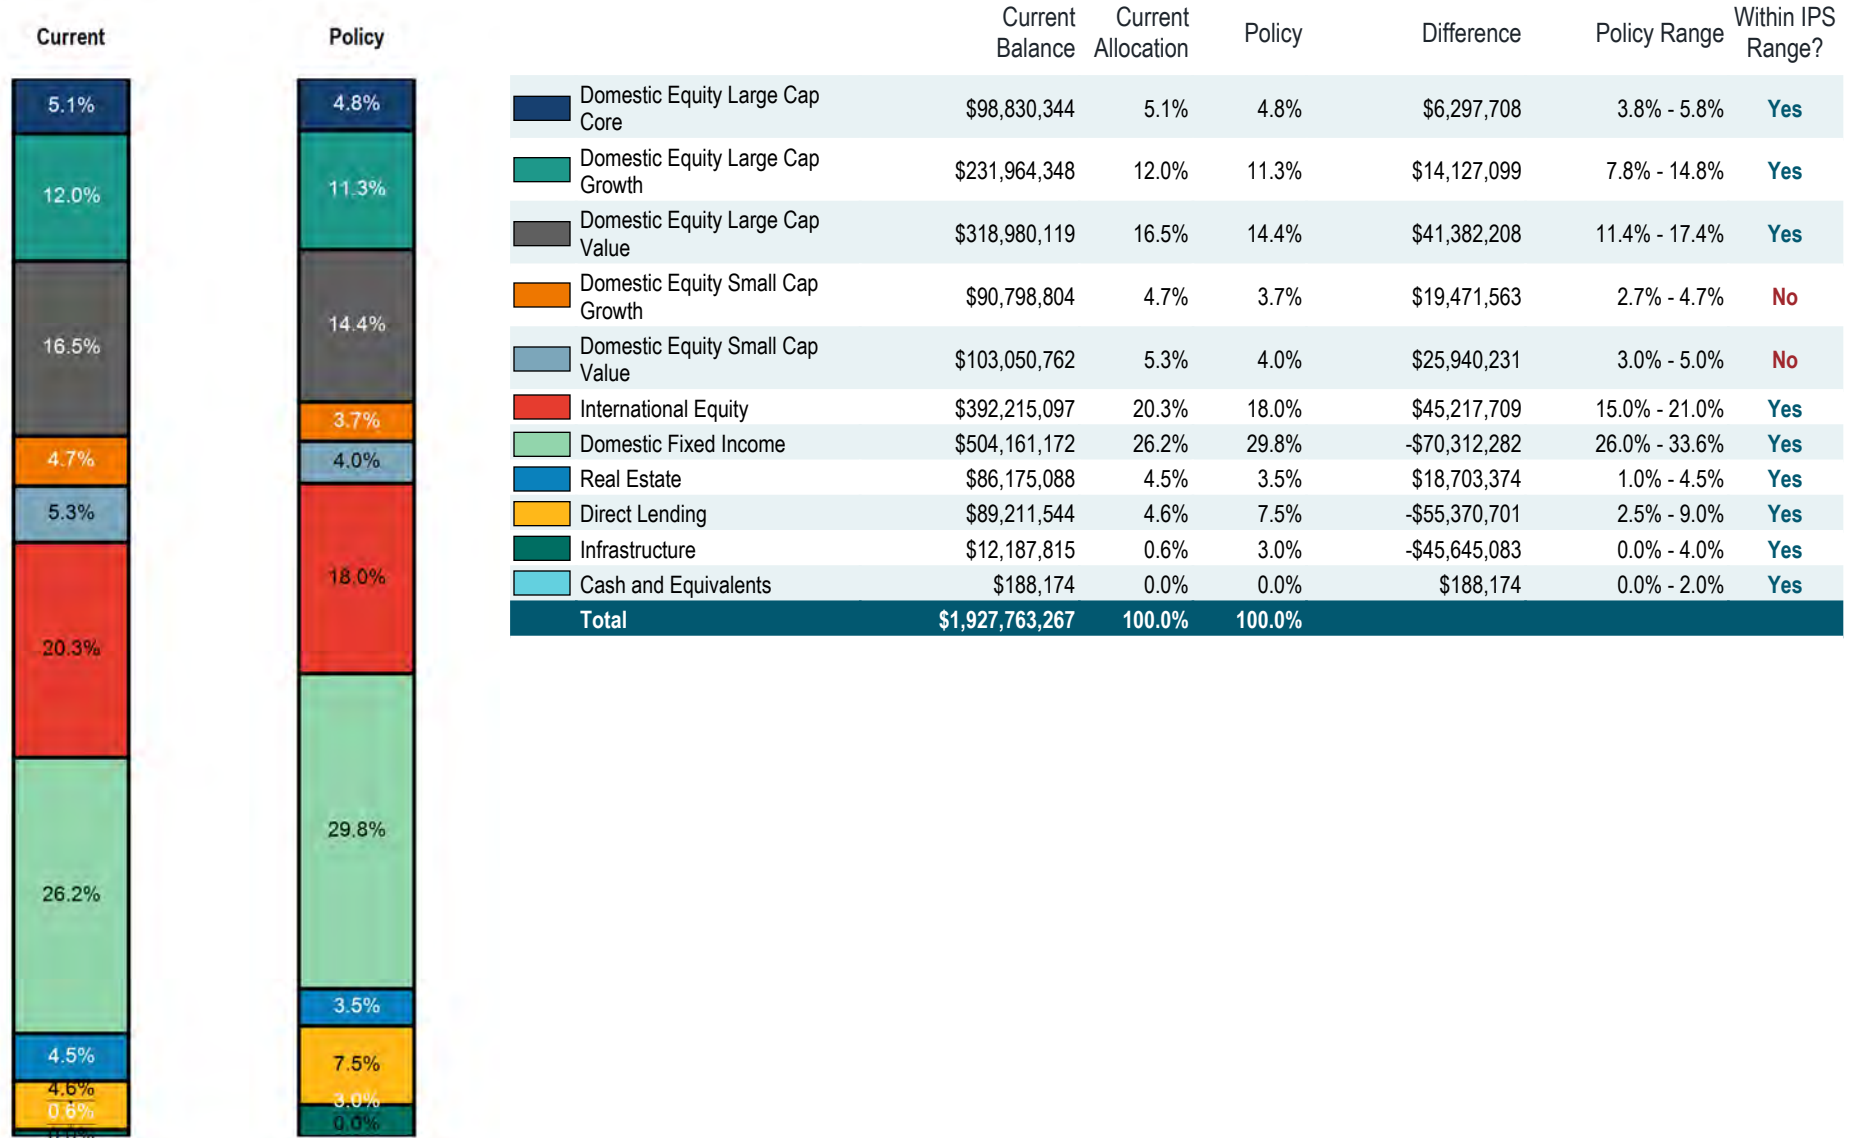 Current
5.1%
12.0%
16.5%
4.7%
5.3%
20.3%
26.2%
4.5%
4.6%
0.6%
0.0%
Policy
4.8%
11.3%
14.4%
3.7%
4.0%
18.0%
29.8%
3.5%
7.5%
3.0%
0.0%
Current Current Within IPS
Balance Allocation Policy Difference Policy Range Range?
Domestic Equity Large Cap
Core $98,830,344 5.1% 4.8% $6,297,708 3.8% - 5.8% Yes
Domestic Equity Large Cap
Growth $231,964,348 12.0% 11.3% $14,127,099 7.8% - 14.8% Yes
Domestic Equity Large Cap
Value $318,980,119 16.5% 14.4% $41,382,208 11.4% - 17.4% Yes
Domestic Equity Small Cap
Growth $90,798,804 4.7% 3.7% $19,471,563 2.7% - 4.7% No
Domestic Equity Small Cap
Value $103,050,762 5.3% 4.0% $25,940,231 3.0% - 5.0% No
International Equity $392,215,097 20.3% 18.0% $45,217,709 15.0% - 21.0% Yes
Domestic Fixed Income $504,161,172 26.2% 29.8% -$70,312,282 26.0% - 33.6% Yes
Real Estate $86,175,088 4.5% 3.5% $18,703,374 1.0% - 4.5% Yes
Direct Lending $89,211,544 4.6% 7.5% -$55,370,701 2.5% - 9.0% Yes
Infrastructure $12,187,815 0.6% 3.0% -$45,645,083 0.0% - 4.0% Yes
Cash and Equivalents $188,174 0.0% 0.0% $188,174 0.0% - 2.0% Yes
Total $1,927,763,267 100.0% 100.0%